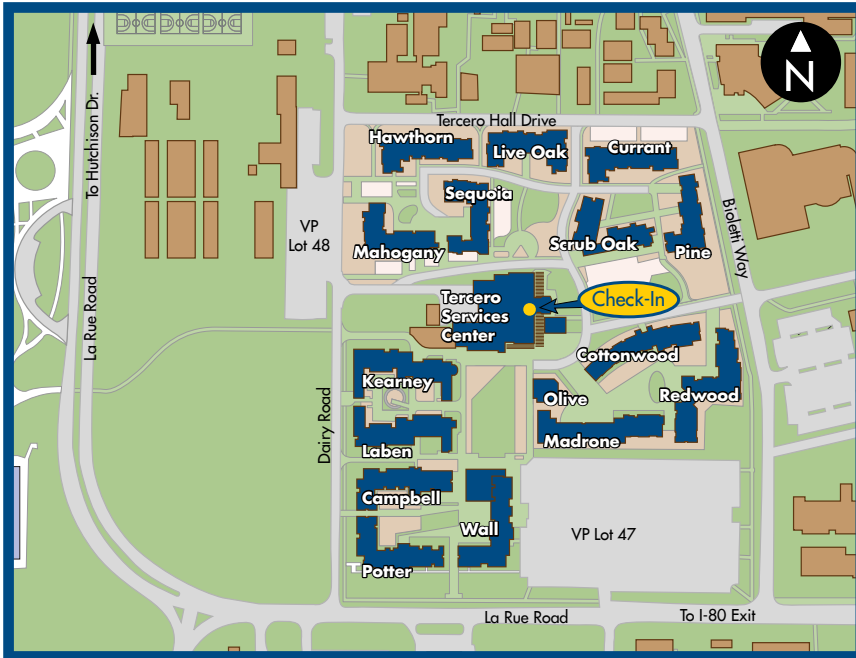 N
To Hutchison Dr.
La Rue Road
Tercero Hall Drive
Hawthorn
Live Oak
Currant
Sequoia
Bioletti Way
VP
Lot 48
Mahogany
Scrub Oak
Pine
Tercero
Services
Center
Check-In
Cottonwood
Kearney
Olive
Redwood
Dairy Road
Laben
Madrone
Campbell
Wall
VP Lot 47
Potter
La Rue Road
To I-80 Exit